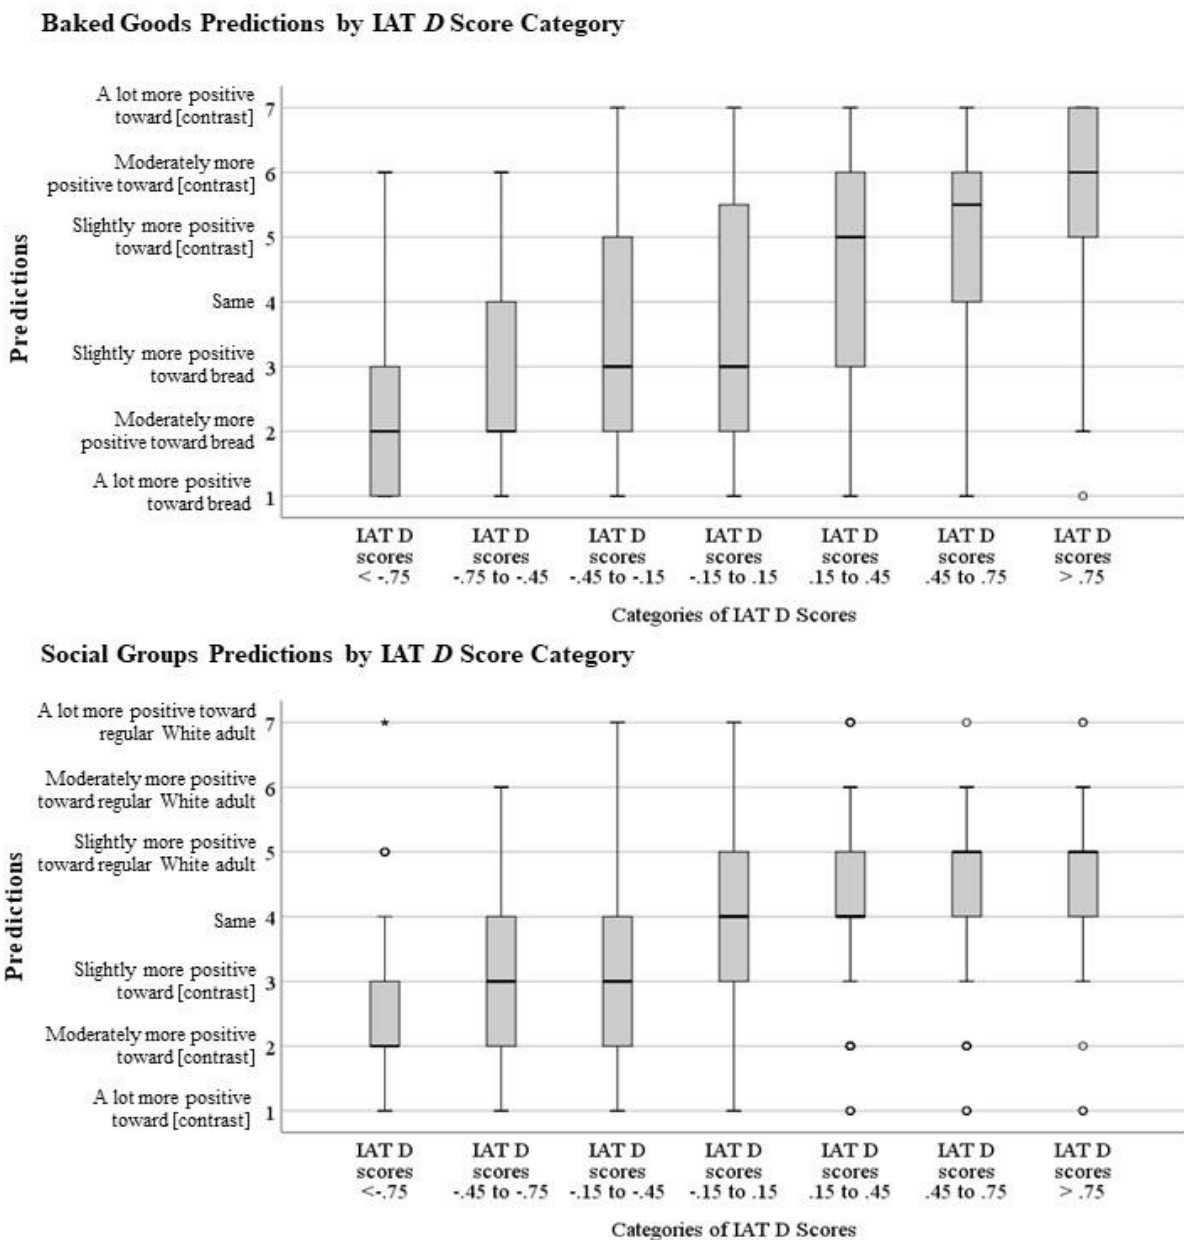 Baked Goods Predictions by IAT D Score Category
A lot more positive
toward [contrast]
7
Moderately more
positive toward [contrast]
6
Slightly more positive
toward [contrast]
5
Same
4
Slightly more positive
toward bread
3
Moderately more
positive toward bread
2
A lot more positive
toward bread
1
Predictions
IAT D
scores
< -.75
IAT D
scores
-.75 to -.45
IAT D
scores
-.45 to -.15
IAT D
scores
-.15 to .15
IAT D
scores
.15 to .45
IAT D
scores
.45 to .75
IAT D
scores
> .75
Categories of IAT D Scores
Social Groups Predictions by IAT D Score Category
A lot more positive toward
regular White adult
7
Moderately more positive
toward regular White adult
6
Slightly more positive
toward regular White adult
5
Same
4
Slightly more positive
toward [contrast]
3
Moderately more positive
toward [contrast]
2
A lot more positive
toward [contrast]
1
Predictions
IAT D
scores
<-.75
IAT D
scores
-.45 to -.75
IAT D
scores
-.15 to -.45
IAT D
scores
-.15 to .15
IAT D
scores
.15 to .45
IAT D
scores
.45 to .75
IAT D
scores
> .75
Categories of IAT D Scores